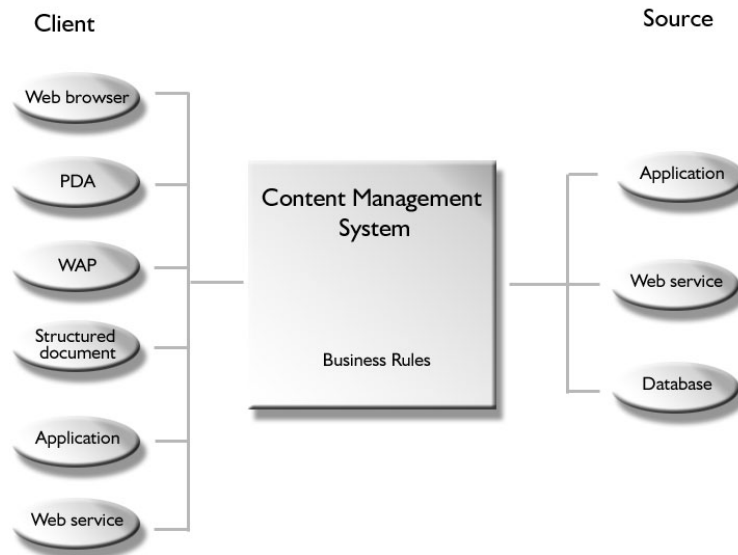 Client
Source
Web browser
PDA
WAP
Structured
document
Application
Web service
Content Management
System
Business Rules
Application
Web service
Database